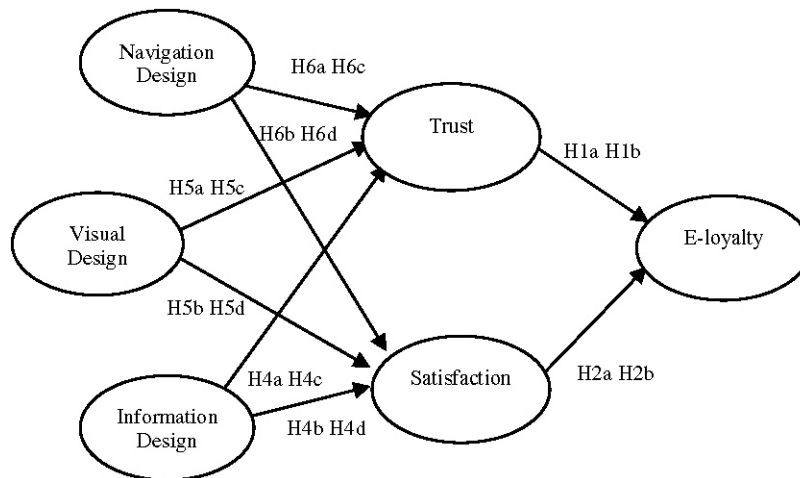 Navigation
Design
H6a H6c
Trust
H6b H6d
H1a H1b
H5a H5c
Visual
Design
E-loyalty
H5b H5d
Satisfaction
H4a H4c
H2a H2b
Information
Design
H4b H4d